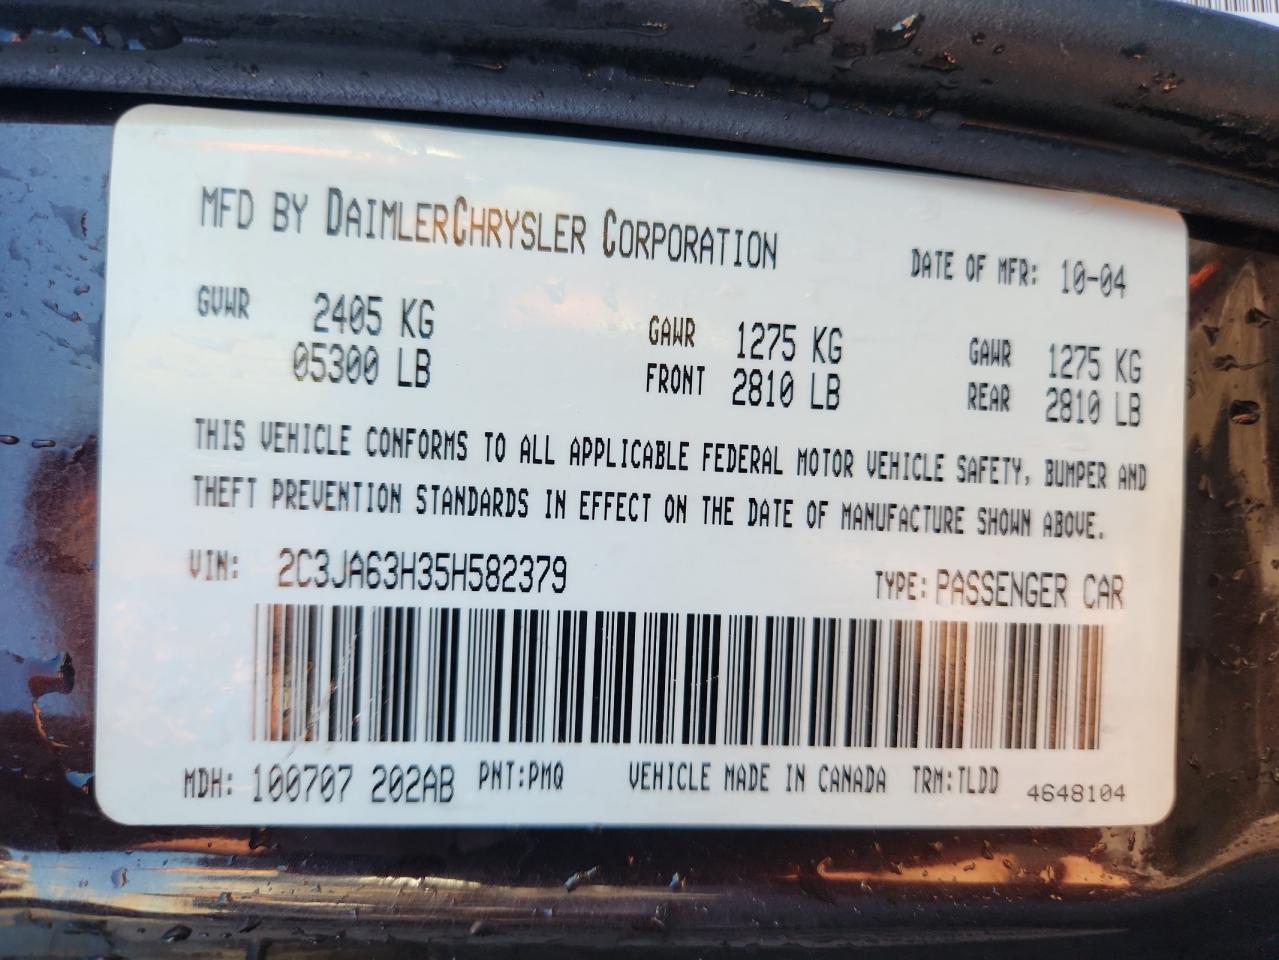 MFD BY DAIMLERCHRYSLER CORPORATION DATE OF MFR: 10-04
GVWR 2405 KG GAWR 1275 KG GAWR 1275 KG
05300 LB FRONT 2810 LB REAR 2810 LB
THIS VEHICLE CONFORMS TO ALL APPLICABLE FEDERAL MOTOR VEHICLE SAFETY, BUMPER AND
THEFT PREVENTION STANDARDS IN EFFECT ON THE DATE OF MANUFACTURE SHOWN ABOVE.
VIN: 2C3JA63H35H582379 TYPE: PASSENGER CAR
MDH: 100707 202AB PNT:PMQ VEHICLE MADE IN CANADA TRM:TLDD 4648104